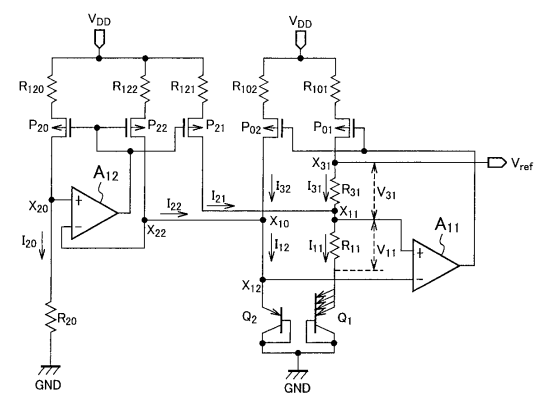 VDD
VDD
R120
R122
R121
R102
R101
P20
P22
P21
P02
P01
A12
X31
Vref
I21
I32
I31
R31
V31
X20
+
−
I22
X22
X10
X11
A11
I20
I12
I11
R11
V11
+
−
X12
R20
Q2
Q1
GND
GND